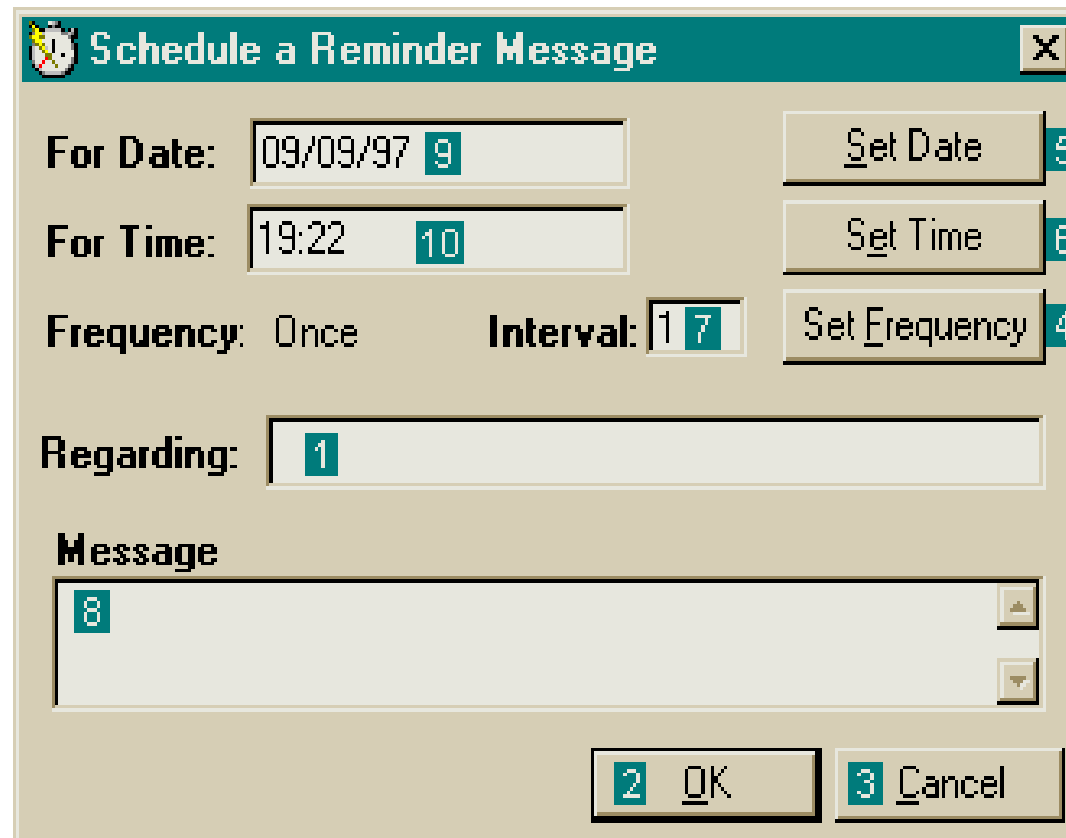 Schedule a Reminder Message
For Date: 09/09/97 9 Set Date 5
For Time: 19:22 10 Set Time 6
Frequency: Once Interval: 1 7 Set Frequency 4
Regarding: 1
Message
8
2 OK 3 Cancel